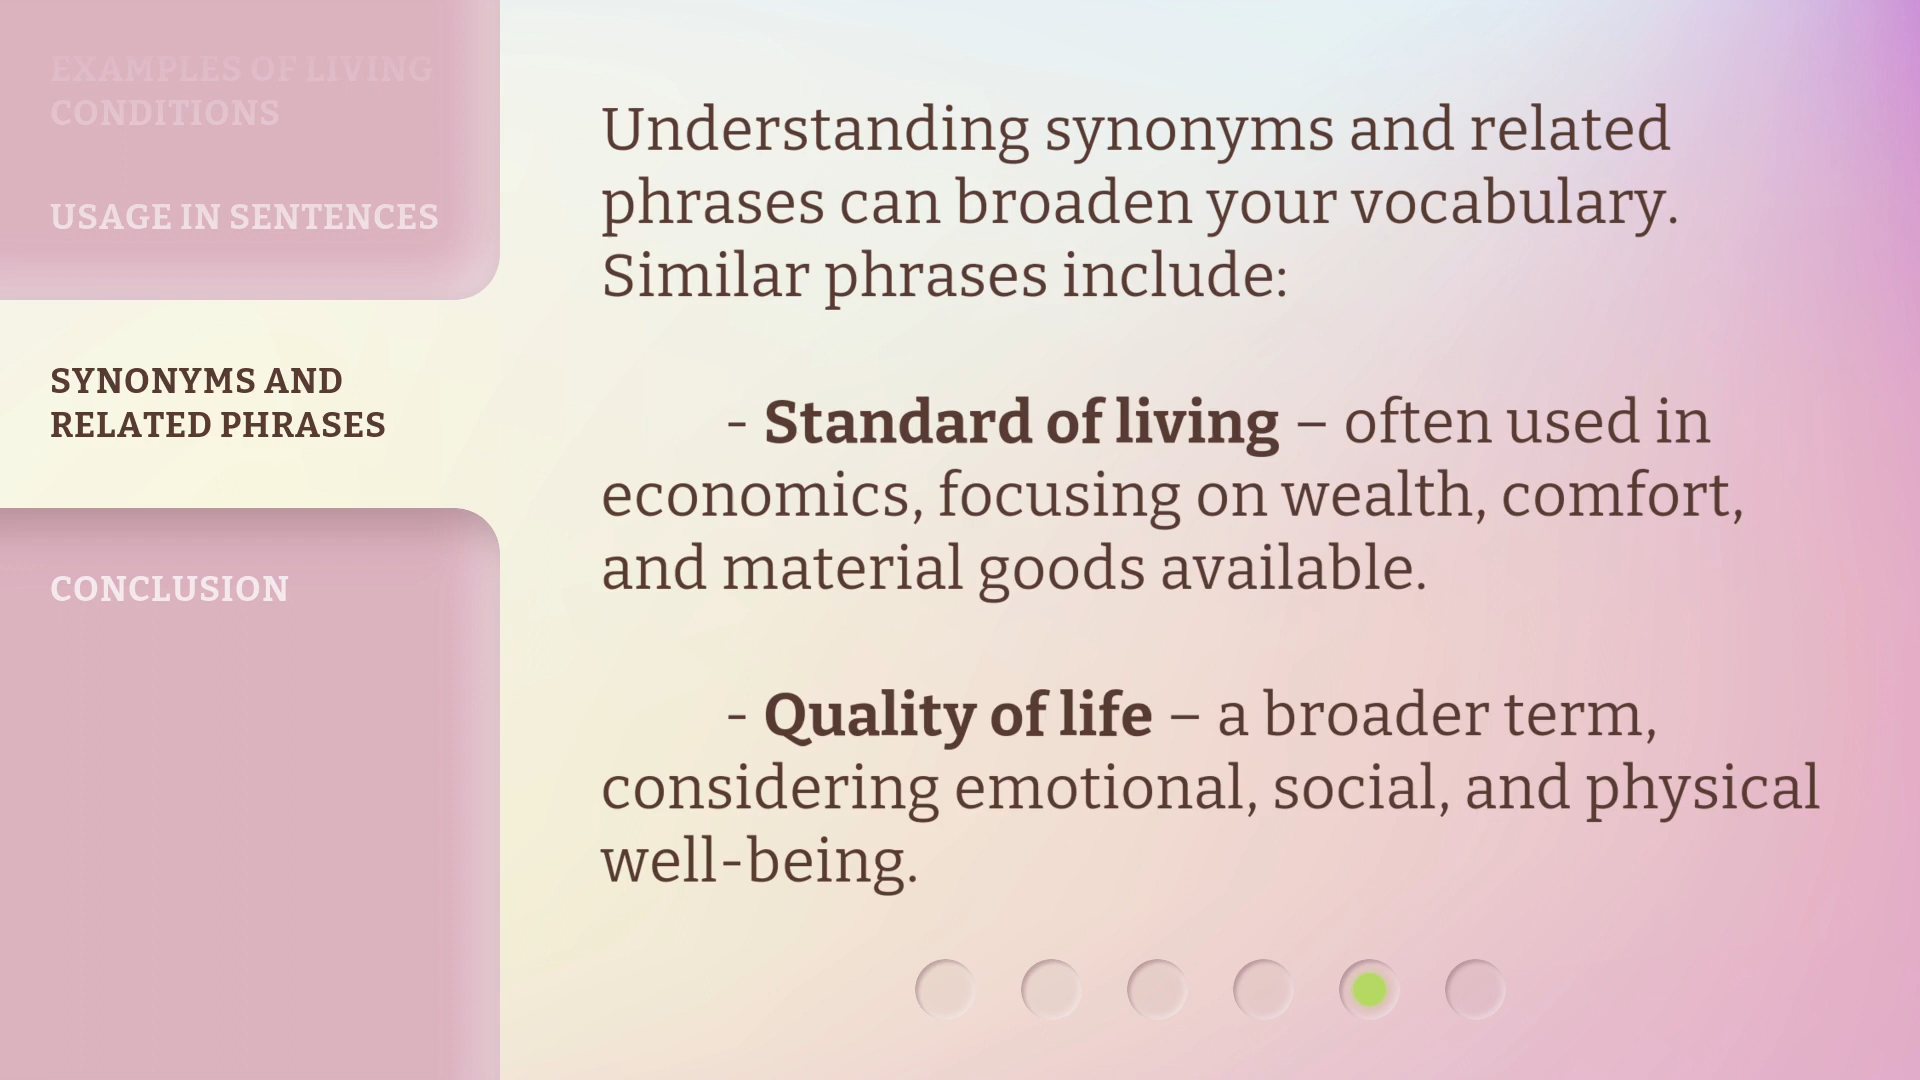 EXAMPLES OF LIVING
CONDITIONS
USAGE IN SENTENCES
SYNONYMS AND
RELATED PHRASES
CONCLUSION
Understanding synonyms and related
phrases can broaden your vocabulary.
Similar phrases include:
- Standard of living – often used in
economics, focusing on wealth, comfort,
and material goods available.
- Quality of life – a broader term,
considering emotional, social, and physical
well-being.